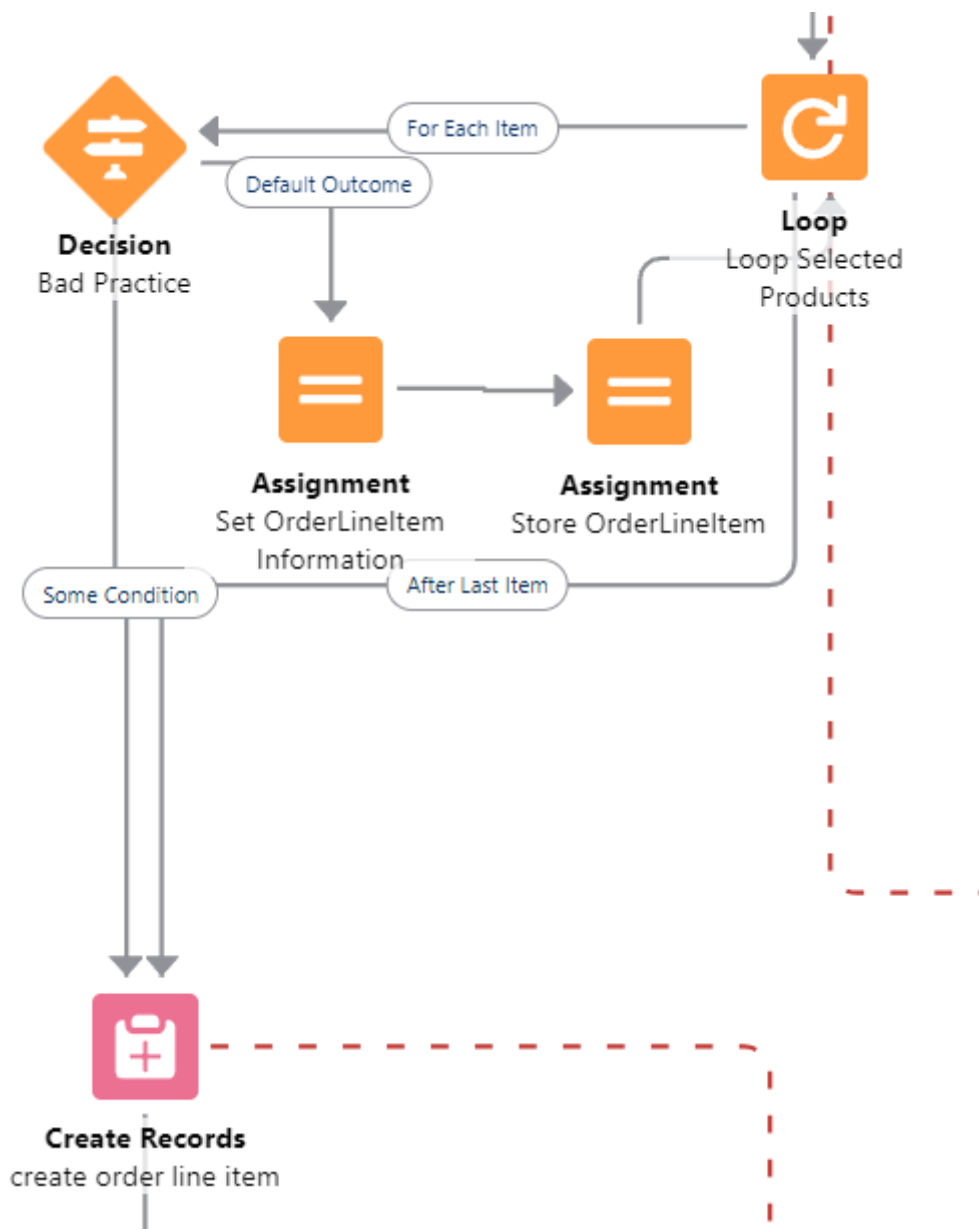 For Each Item
Default Outcome
Decision
Bad Practice
Loop
Loop Selected
Products
Assignment
Set OrderLineItem
Information
Assignment
Store OrderLineItem
Some Condition
After Last Item
Create Records
create order line item